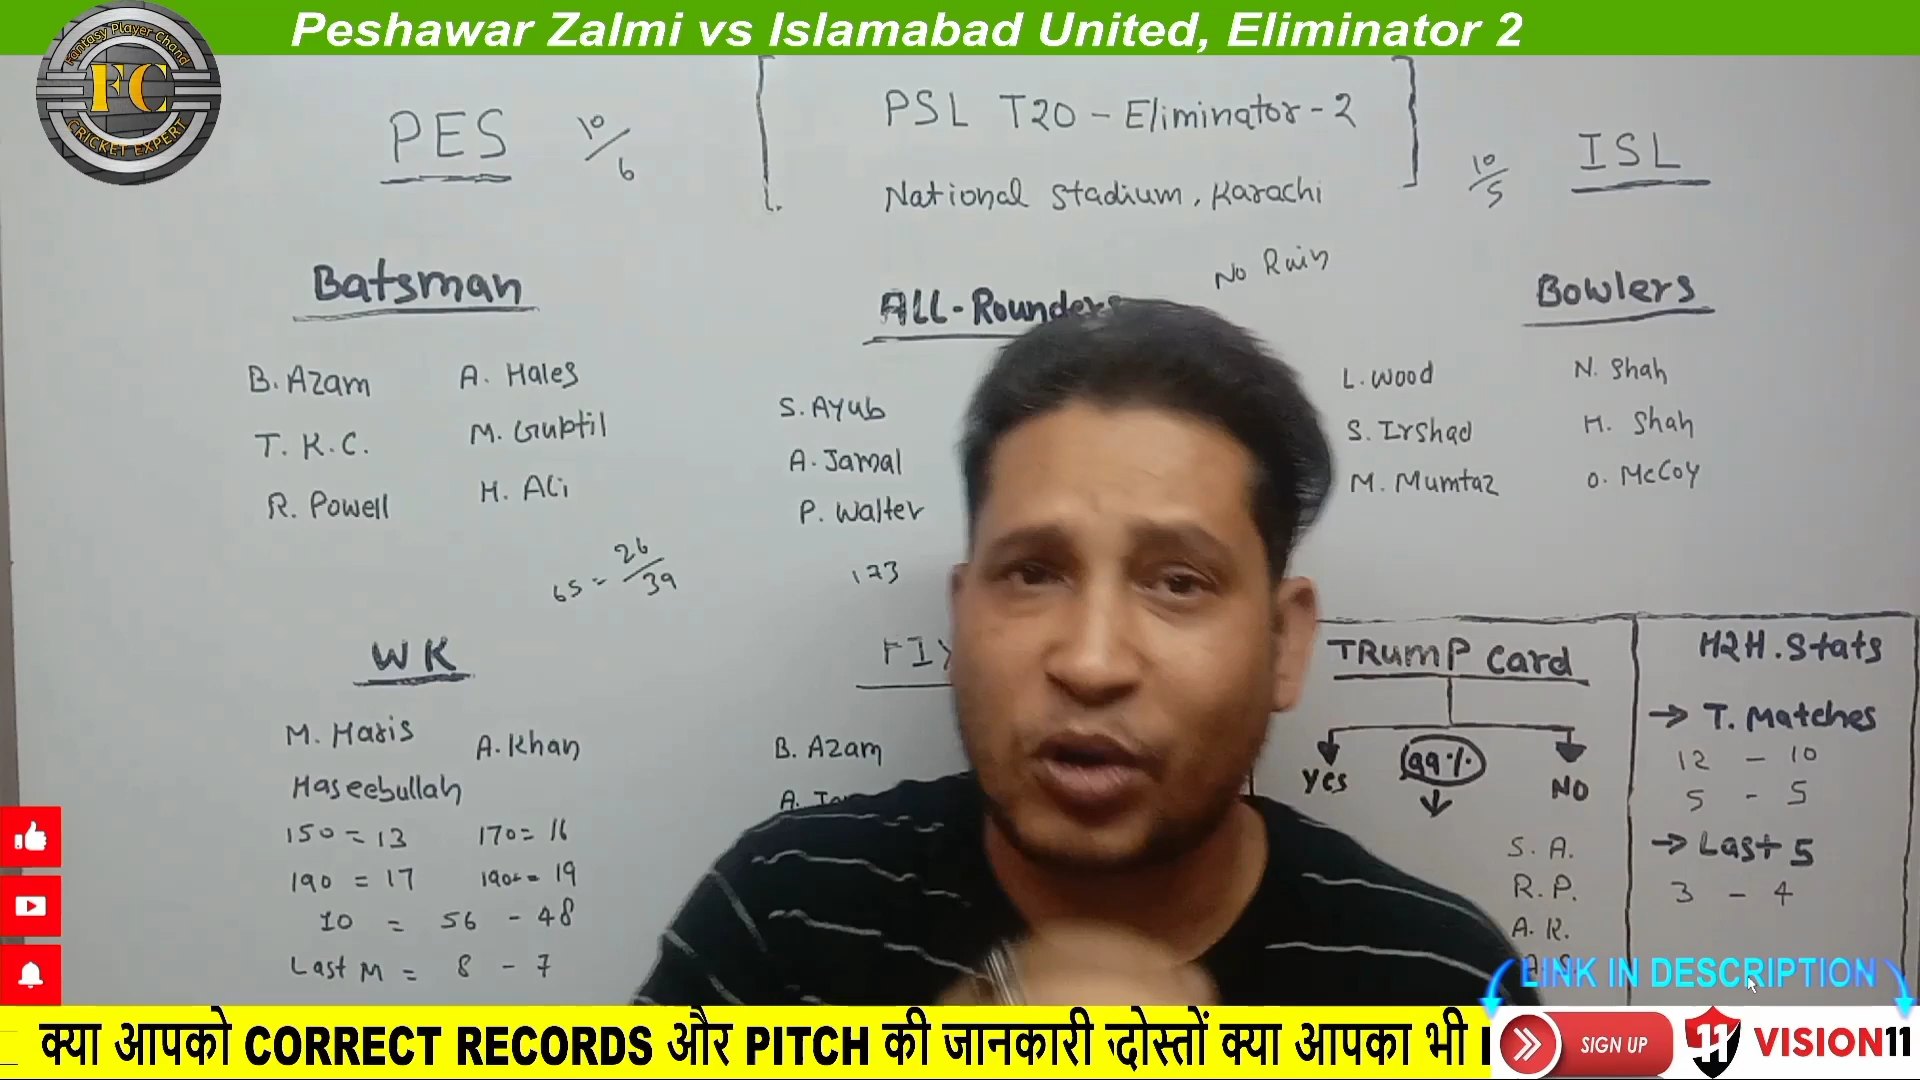 Peshawar Zalmi vs Islamabad United, Eliminator 2
Fantasy Player Chand
FC
CRICKET EXPERT
PES 10/6
PSL T20 - Eliminator - 2
National Stadium, Karachi
10/5 ISL
No Rain
Batsman
B. Azam A. Hales
T. K. C. M. Guptil
R. Powell H. Ali
65 = 26/39
ALL-Rounders
S. Ayub
A. Jamal
P. Walter
173
Bowlers
L. Wood N. Shah
S. Irshad H. Shah
M. Mumtaz O. McCoy
WK
M. Haris A. Khan
Haseebullah
150 = 13 170 = 16
190 = 17 190+ = 19
10 = 56 - 48
Last M = 8 - 7
B. Azam
TRUMP Card
YES 99% NO
S. A.
R. P.
A. K.
H2H. Stats
→ T. Matches
12 - 10
5 - 5
→ Last 5
3 - 4
LINK IN DESCRIPTION
क्या आपको CORRECT RECORDS और PITCH की जानकारी दोस्तों क्या आपका भी
SIGN UP
11 VISION11